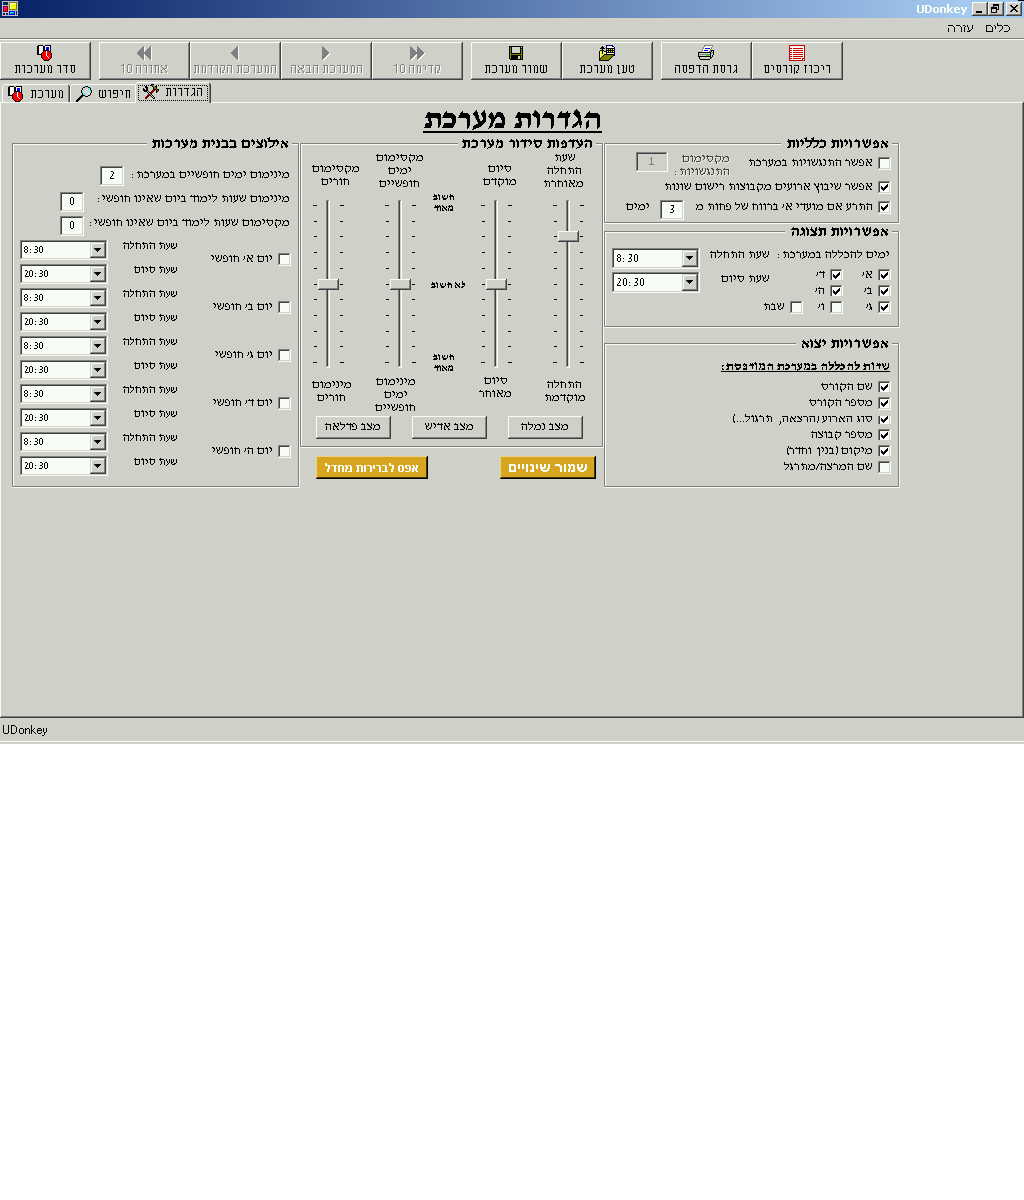 UDonkey
כלים עזרה
ריכוז קורסים
גרסת הדפסה
טען מערכת
שמור מערכת
קדימה 10
המערכת הבאה
המערכת הקודמת
אחורה 10
סדר מערכות
הגדרות
חיפוש
מערכת
הגדרות מערכת
אפשרויות כלליות
אפשר התנגשויות במערכת
מקסימום
התנגשויות :
1
אפשר שיבוץ ארועים מקבוצות רישום שונות
התרע אם מועדי א' ברווח של פחות מ 3 ימים
אפשרויות תצוגה
ימים להכללה במערכת :
שעת התחלה
8:30
שעת סיום
20:30
א'
ד'
ב'
ה'
ג'
ו'
שבת
אפשרויות יצוא
שדות להכללה במערכת המודפסת:
שם הקורס
מספר הקורס
סוג הארוע (הרצאה, תרגול...)
מספר קבוצה
מיקום (בנין וחדר)
שם המרצה/מתרגל
העדפות סידור מערכת
שעת
התחלה
מאוחרת
סיום
מוקדם
מקסימום
ימים
חופשיים
מקסימום
חורים
חשוב
מאוד
לא חשוב
חשוב
מאוד
התחלה
מוקדמת
סיום
מאוחר
מינימום
ימים
חופשיים
מינימום
חורים
מצב נמלה
מצב אדיש
מצב פדלאה
שמור שינויים
אפס לברירות מחדל
אילוצים בבנית מערכות
מינימום ימים חופשיים במערכת : 2
מינימום שעות לימוד ביום שאינו חופשי : 0
מקסימום שעות לימוד ביום שאינו חופשי : 0
יום א' חופשי
שעת התחלה 8:30
שעת סיום 20:30
יום ב' חופשי
שעת התחלה 8:30
שעת סיום 20:30
יום ג' חופשי
שעת התחלה 8:30
שעת סיום 20:30
יום ד' חופשי
שעת התחלה 8:30
שעת סיום 20:30
יום ה' חופשי
שעת התחלה 8:30
שעת סיום 20:30
UDonkey